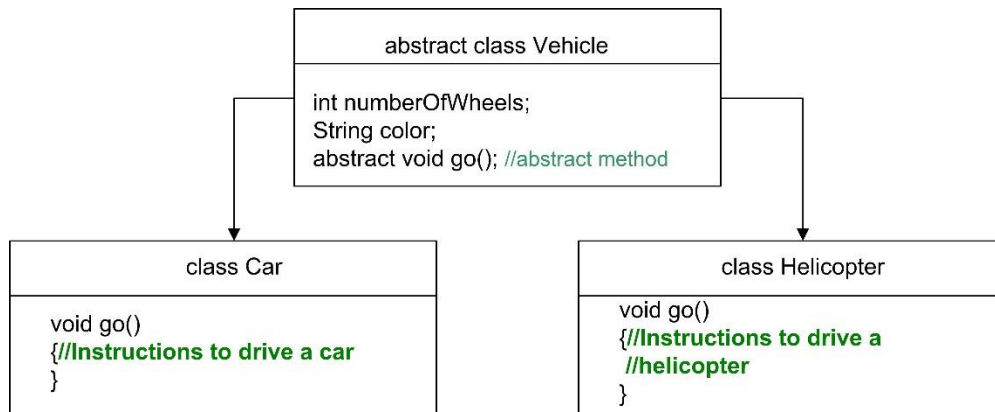 abstract class Vehicle
int numberOfWheels;
String color;
abstract void go(); //abstract method
class Car
void go()
{//Instructions to drive a car
}
class Helicopter
void go()
{//Instructions to drive a
//helicopter
}